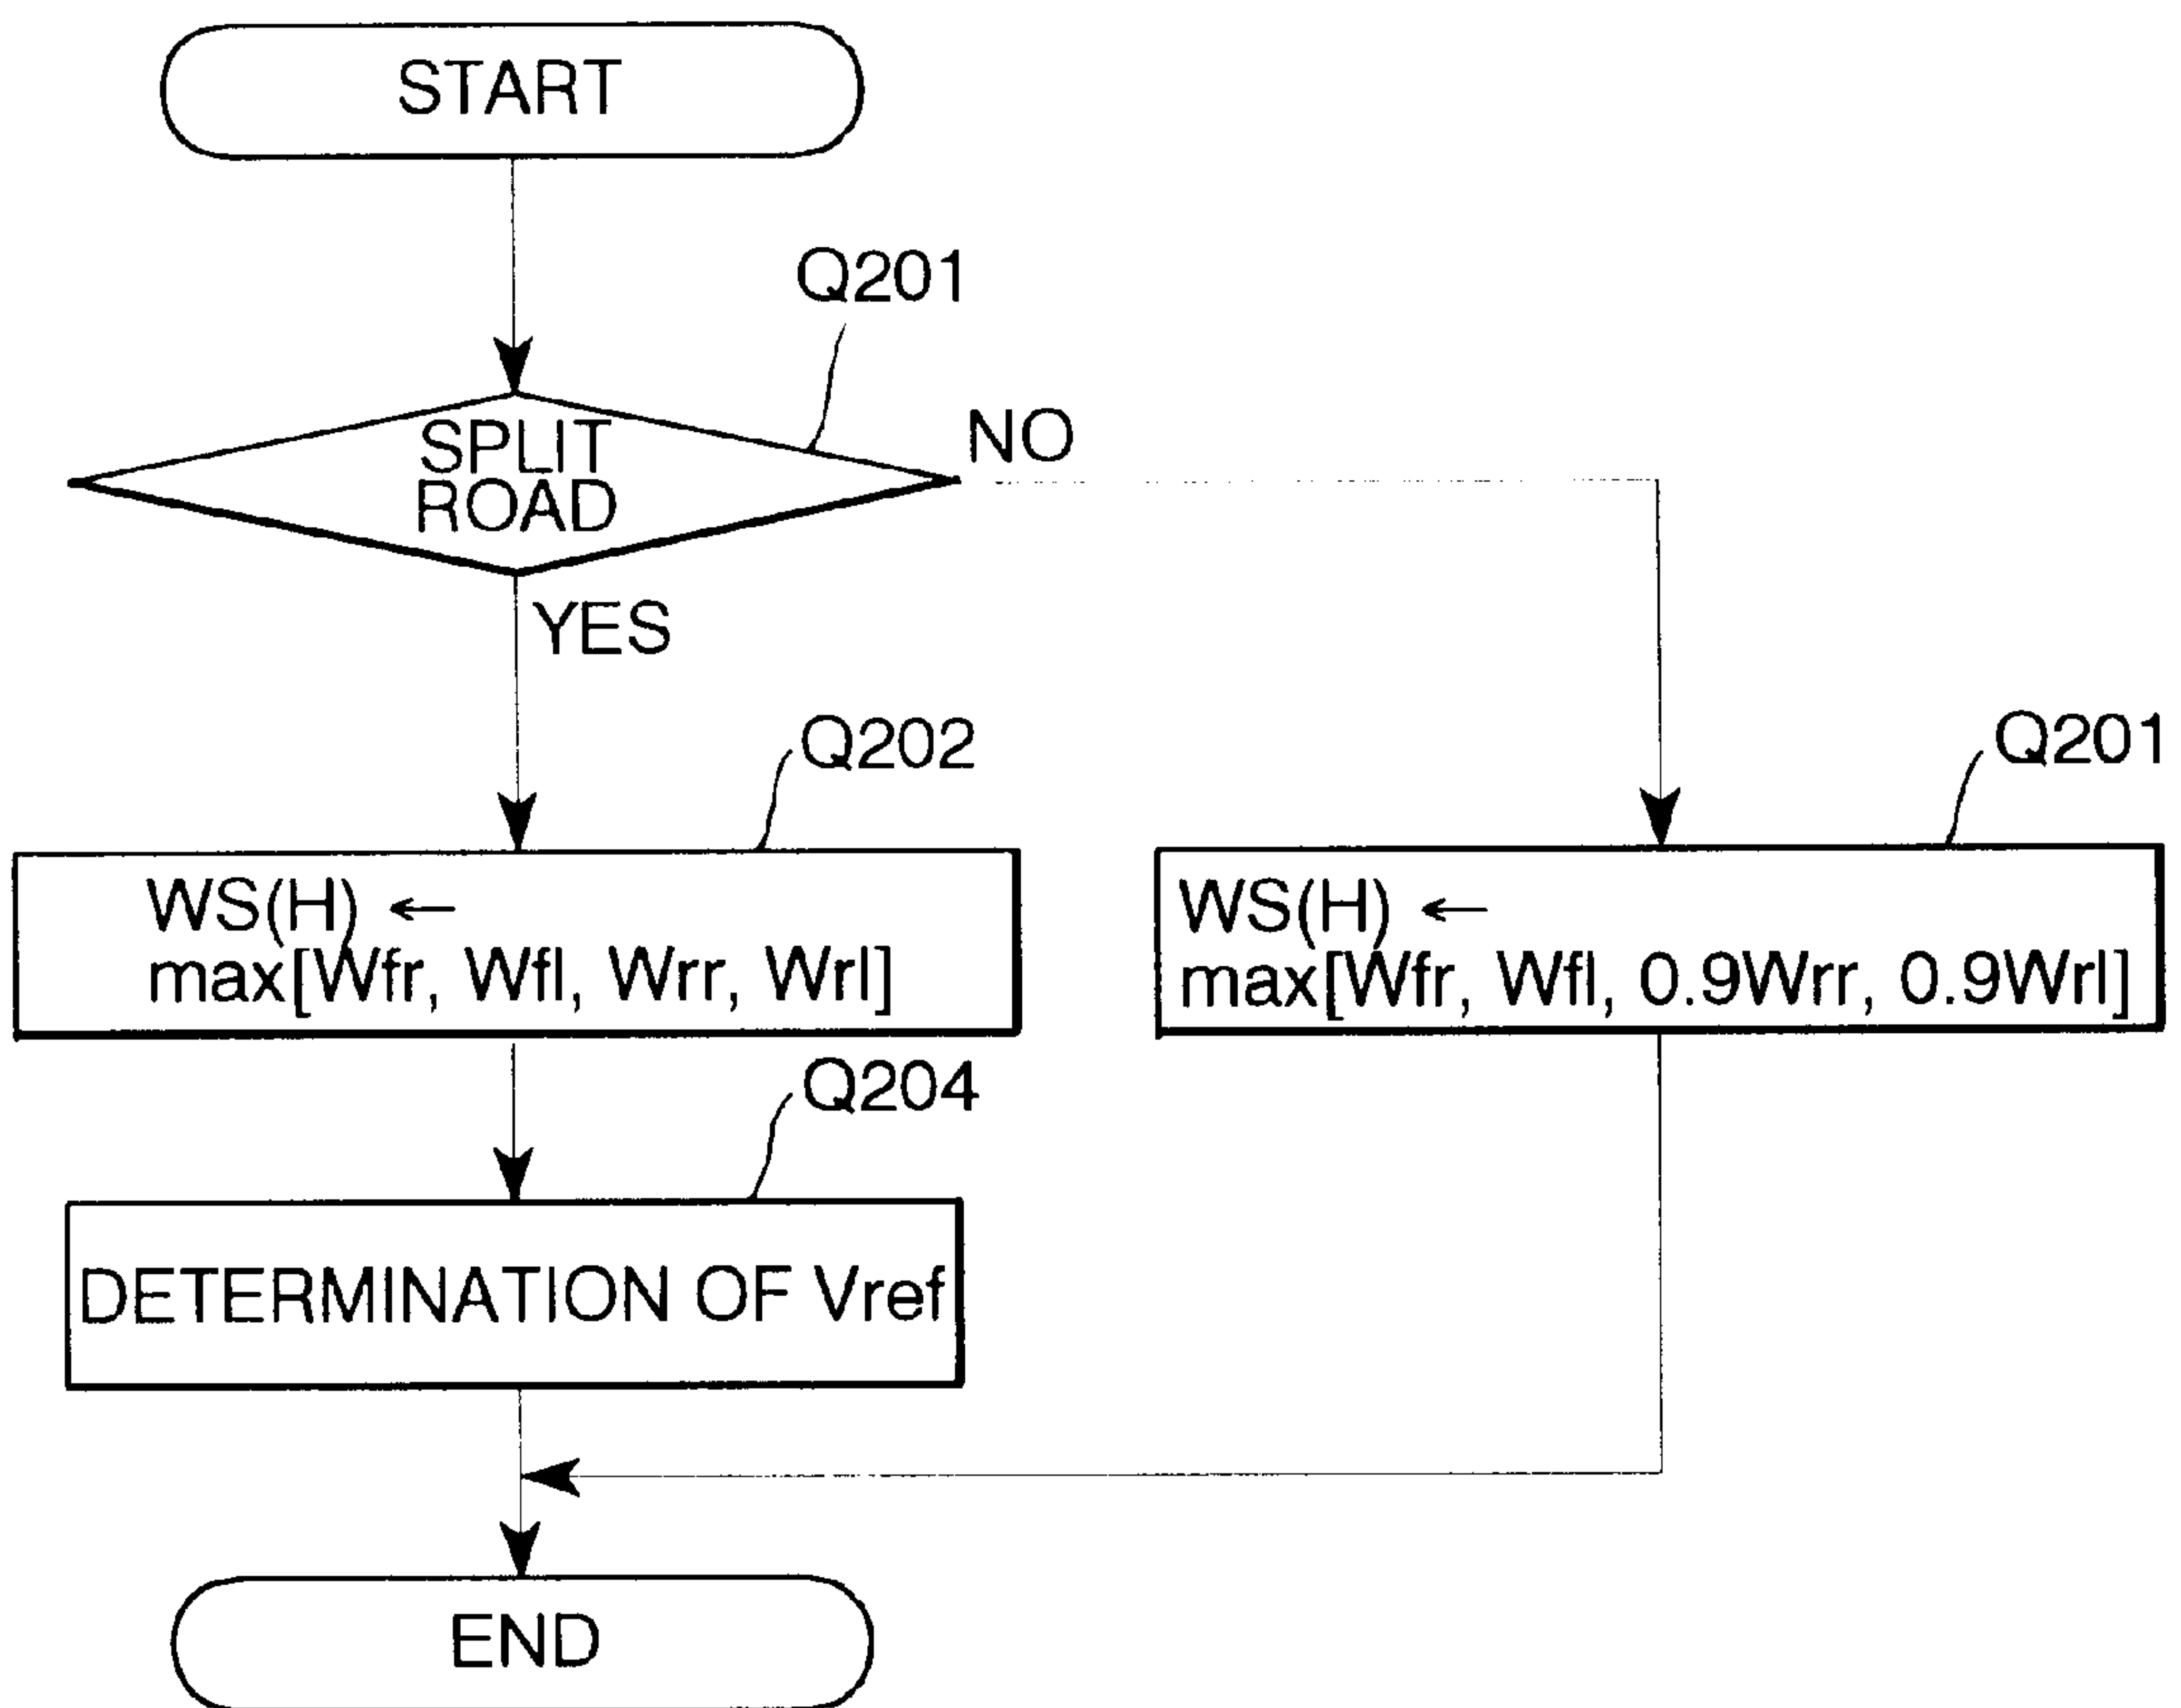 START
Q201
SPLIT
ROAD
NO
YES
Q202
Q201
WS(H) ←
max[Wfr, Wfl, Wrr, Wrl]
WS(H) ←
max[Wfr, Wfl, 0.9Wrr, 0.9Wrl]
Q204
DETERMINATION OF Vref
END